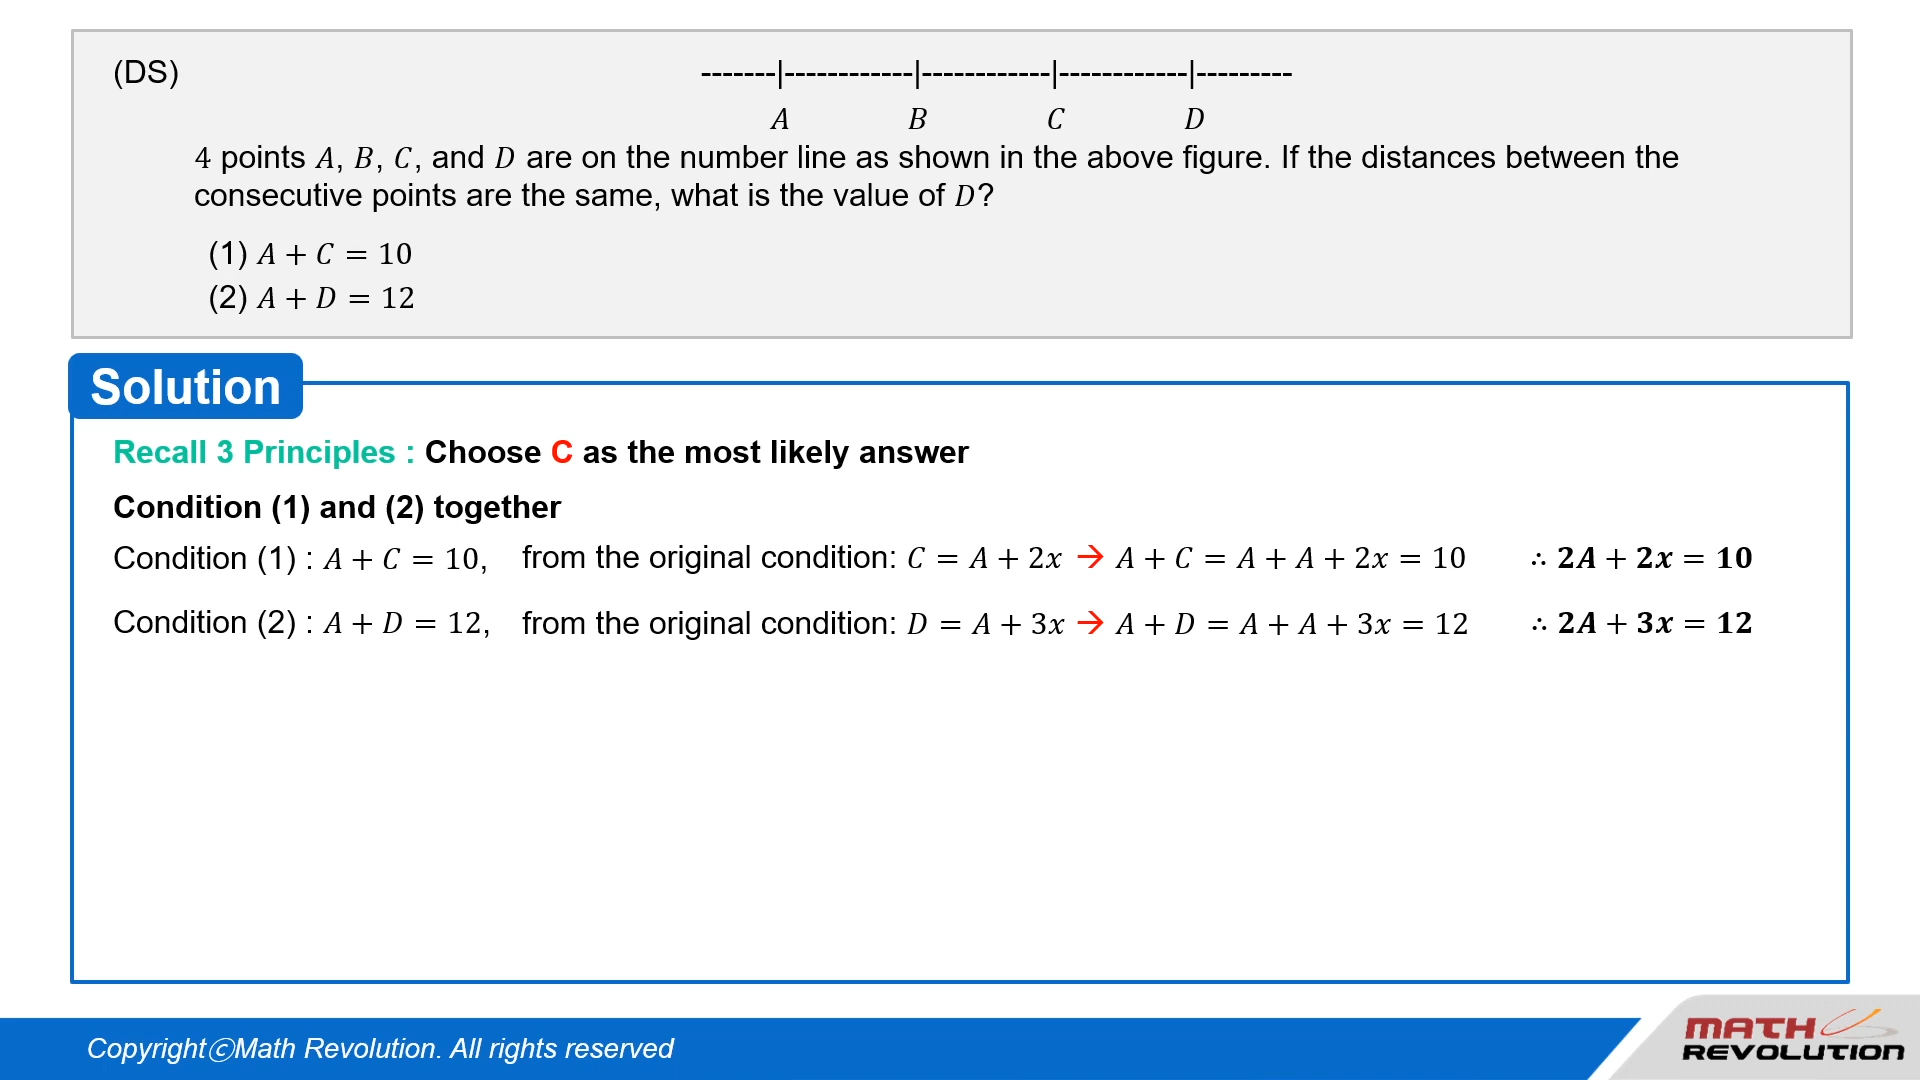 (DS) -------|------------|------------|------------|---------
A B C D
4 points A, B, C, and D are on the number line as shown in the above figure. If the distances between the
consecutive points are the same, what is the value of D?
(1) A + C = 10
(2) A + D = 12
Solution
Recall 3 Principles : Choose C as the most likely answer
Condition (1) and (2) together
Condition (1) : A + C = 10, from the original condition: C = A + 2x → A + C = A + A + 2x = 10 ∴ 2A + 2x = 10
Condition (2) : A + D = 12, from the original condition: D = A + 3x → A + D = A + A + 3x = 12 ∴ 2A + 3x = 12
CopyrightⓒMath Revolution. All rights reserved
MATH
REVOLUTION